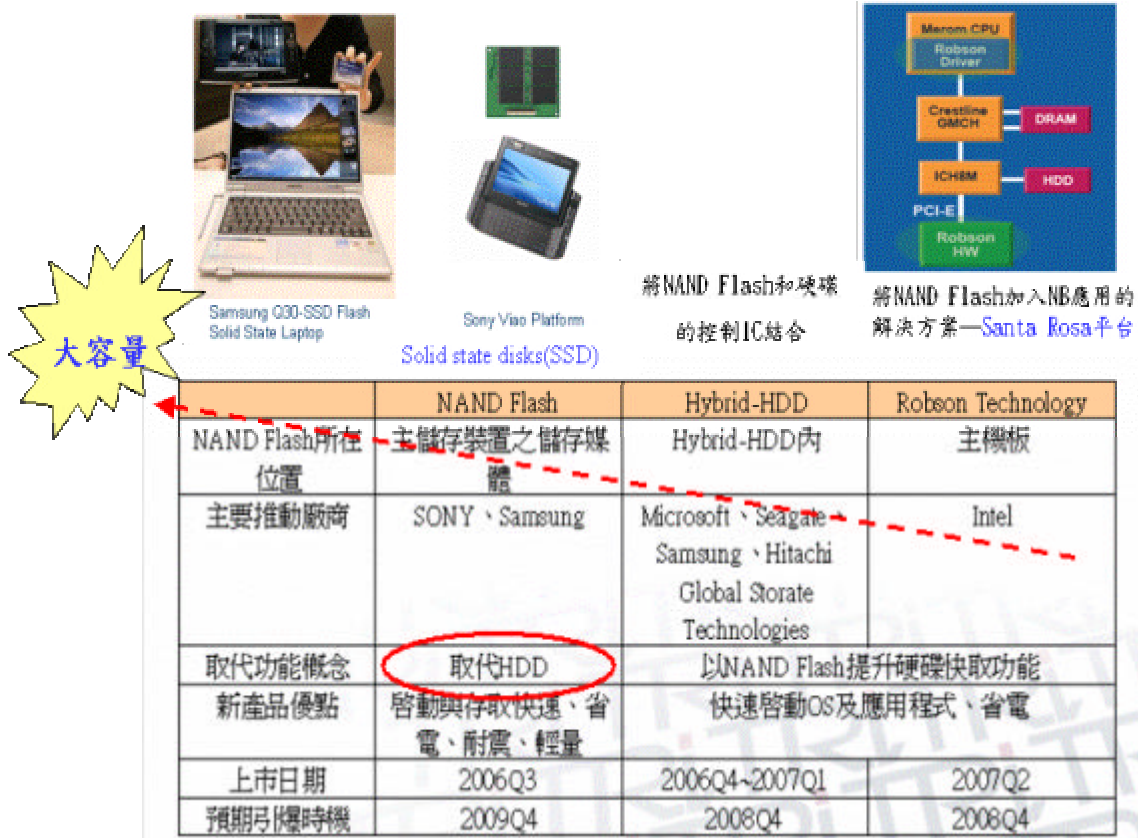 Merom CPU
Robson
Driver
Crestline
GMCH
DRAM
ICH8M
HDD
PCI-E
Robson
HW
Samsung Q30-SSD Flash
Solid State Laptop
Sony Viao Platform
Solid state disks(SSD)
將NAND Flash和硬碟
的控制IC結合
將NAND Flash加入NB應用的
解決方案—Santa Rosa平台
大容量
NAND Flash
Hybrid-HDD
Robson Technology
NAND Flash所在
位置
主儲存裝置之儲存媒
體
Hybrid-HDD內
主機板
主要推動廠商
SONY、Samsung
Microsoft、Seagate、
Samsung、Hitachi
Global Storate
Technologies
Intel
取代功能概念
取代HDD
以NAND Flash提升硬碟快取功能
新產品優點
啓動與存取快速、省
電、耐震、輕量
快速啓動OS及應用程式、省電
上市日期
2006Q3
2006Q4~2007Q1
2007Q2
預期引爆時機
2009Q4
2008Q4
2008Q4